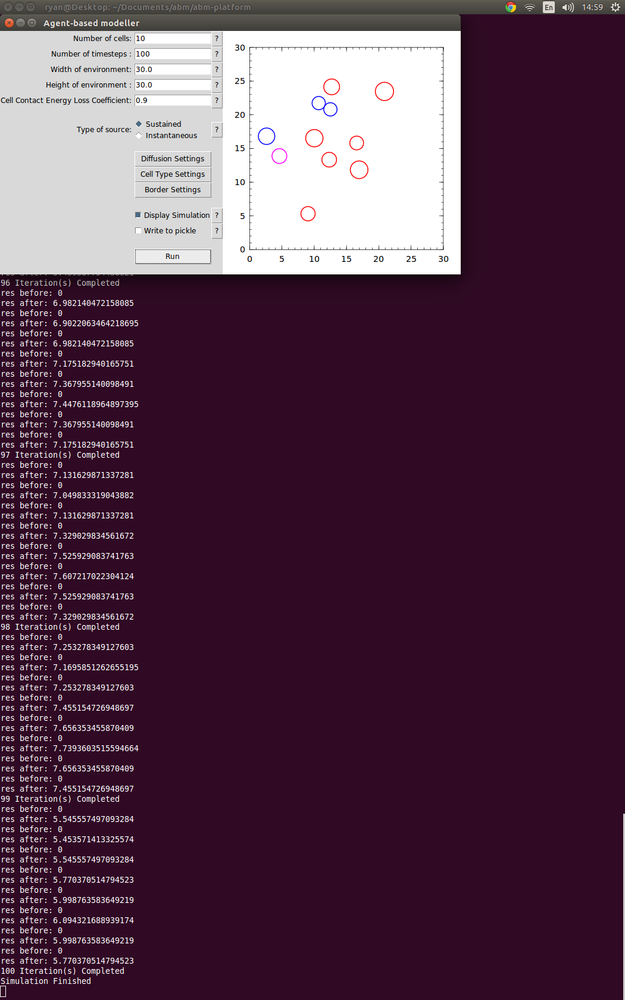 ryan@Desktop: ~/Documents/abm/abm-platform
En
14:59
Agent-based modeller
Number of cells: 10 ?
Number of timesteps : 100 ?
Width of environment: 30.0 ?
Height of environment : 30.0 ?
Cell Contact Energy Loss Coefficient: 0.9 ?
Type of source: Sustained ?
Instantaneous
Diffusion Settings
Cell Type Settings
Border Settings
Display Simulation ?
Write to pickle ?
Run
30
25
20
15
10
5
0
0 5 10 15 20 25 30
96 Iteration(s) Completed
res before: 0
res after: 6.982140472158085
res before: 0
res after: 6.9022063464218695
res before: 0
res after: 6.982140472158085
res before: 0
res after: 7.175182940165751
res before: 0
res after: 7.367955140098491
res before: 0
res after: 7.4476118964897395
res before: 0
res after: 7.367955140098491
res before: 0
res after: 7.175182940165751
97 Iteration(s) Completed
res before: 0
res after: 7.131629871337281
res before: 0
res after: 7.049833319043882
res before: 0
res after: 7.131629871337281
res before: 0
res after: 7.329029834561672
res before: 0
res after: 7.525929083741763
res before: 0
res after: 7.607217022304124
res before: 0
res after: 7.525929083741763
res before: 0
res after: 7.329029834561672
98 Iteration(s) Completed
res before: 0
res after: 7.253278349127603
res before: 0
res after: 7.1695851262655195
res before: 0
res after: 7.253278349127603
res before: 0
res after: 7.455154726948697
res before: 0
res after: 7.656353455870409
res before: 0
res after: 7.7393603515594664
res before: 0
res after: 7.656353455870409
res before: 0
res after: 7.455154726948697
99 Iteration(s) Completed
res before: 0
res after: 5.545557497093284
res before: 0
res after: 5.453571413325574
res before: 0
res after: 5.545557497093284
res before: 0
res after: 5.770370514794523
res before: 0
res after: 5.998763583649219
res before: 0
res after: 6.094321688939174
res before: 0
res after: 5.998763583649219
res before: 0
res after: 5.770370514794523
100 Iteration(s) Completed
Simulation Finished